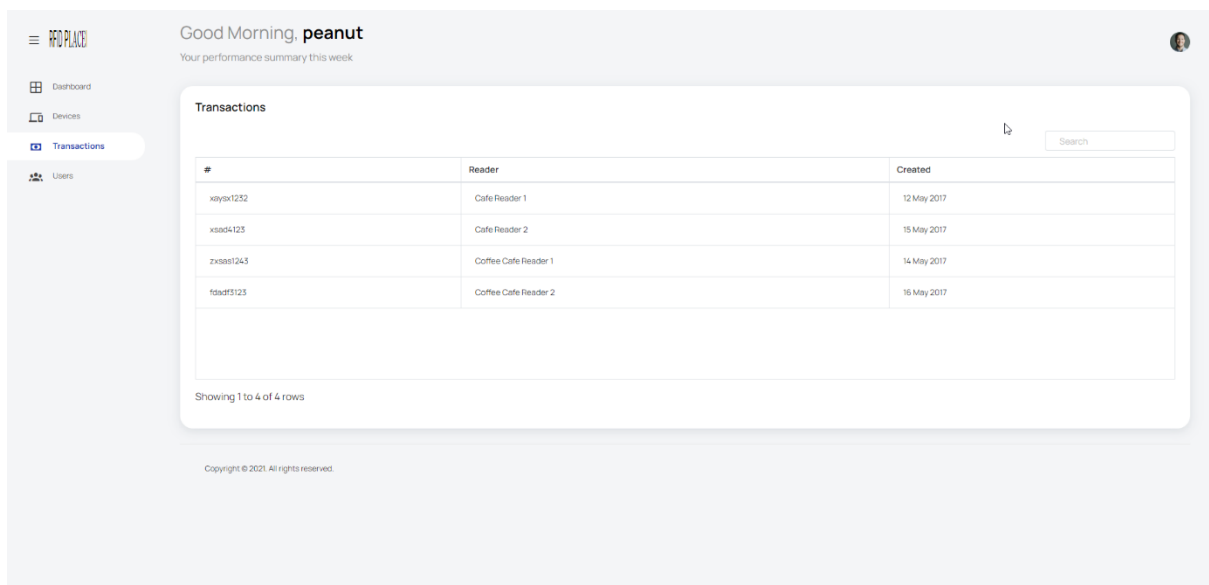 RFID PLACE!
Good Morning, peanut
Your performance summary this week
Dashboard
Devices
Transactions
Users
Transactions
Search
# Reader Created
xaysx1232 Cafe Reader 1 12 May 2017
xsad4123 Cafe Reader 2 15 May 2017
zxsas1243 Coffee Cafe Reader 1 14 May 2017
fdadf3123 Coffee Cafe Reader 2 16 May 2017
Showing 1 to 4 of 4 rows
Copyright © 2021. All rights reserved.